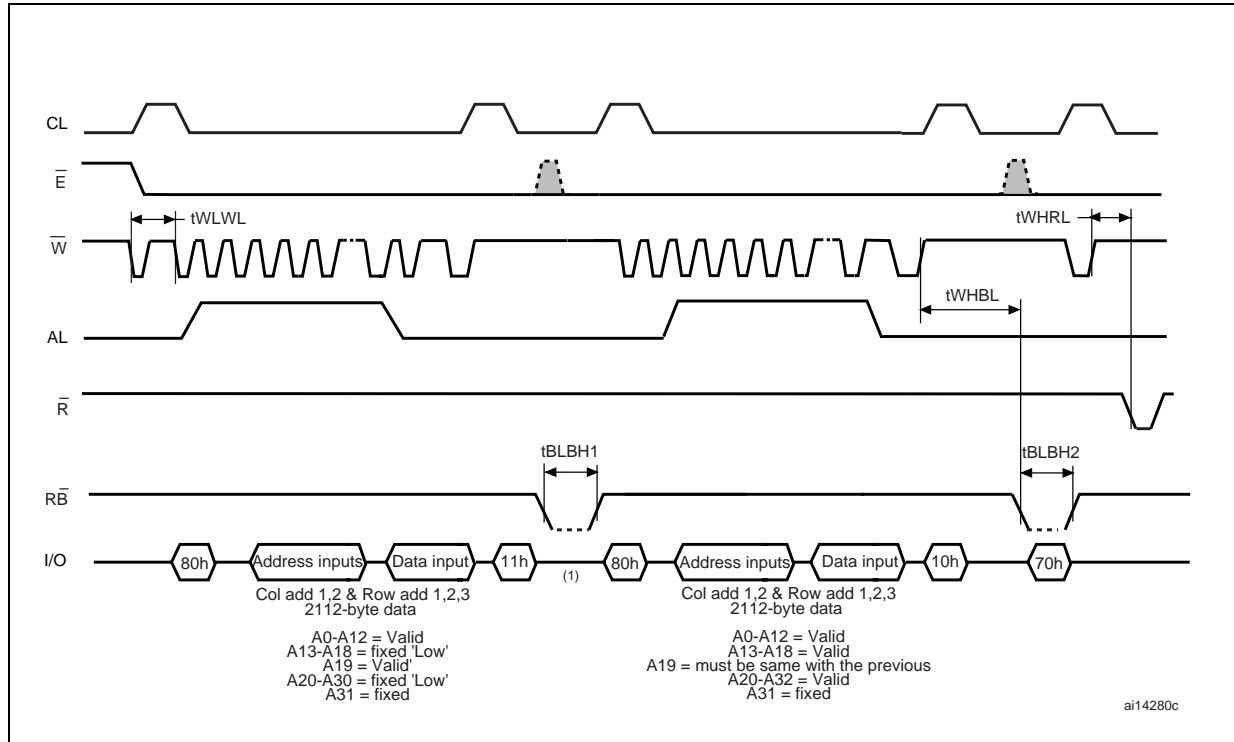 CL
E
tWLWL
tWHRL
W
tWHBL
AL
R
tBLBH1
tBLBH2
RB
I/O
80h
Address inputs
Data input
11h
(1)
80h
Address inputs
Data input
10h
70h
Col add 1,2 & Row add 1,2,3
2112-byte data
A0-A12 = Valid
A13-A18 = fixed 'Low'
A19 = Valid'
A20-A30 = fixed 'Low'
A31 = fixed
Col add 1,2 & Row add 1,2,3
2112-byte data
A0-A12 = Valid
A13-A18 = Valid
A19 = must be same with the previous
A20-A32 = Valid
A31 = fixed
ai14280c